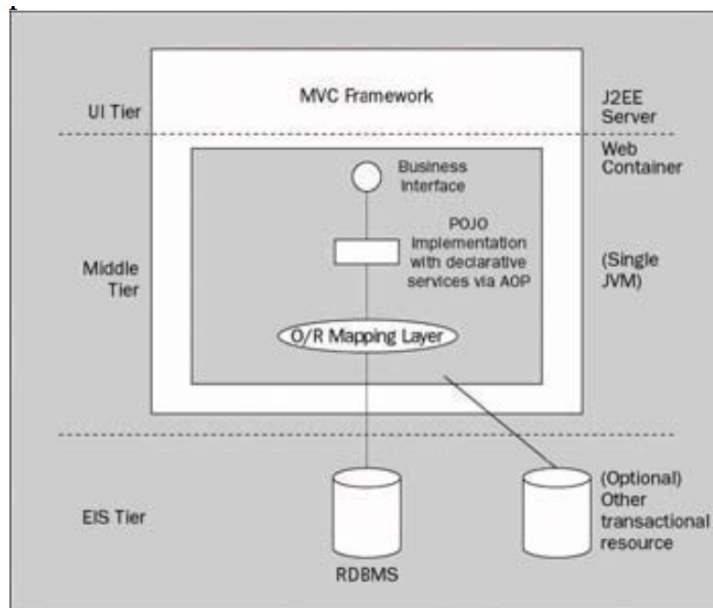 MVC Framework
UI Tier
J2EE
Server
Web
Container
Business
Interface
POJO
Implementation
with declarative
services via AOP
Middle
Tier
(Single
JVM)
O/R Mapping Layer
EIS Tier
(Optional)
Other
transactional
resource
RDBMS